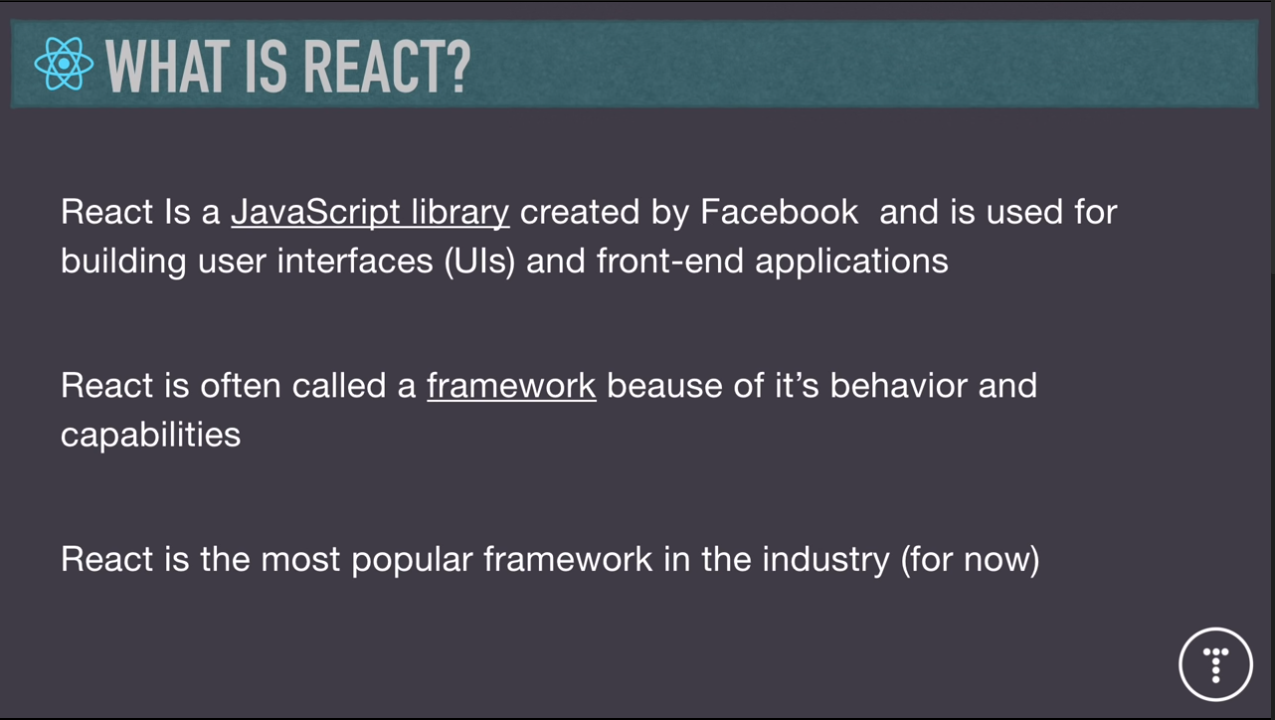 WHAT IS REACT?
React Is a JavaScript library created by Facebook  and is used for
building user interfaces (UIs) and front-end applications
React is often called a framework beause of it’s behavior and
capabilities
React is the most popular framework in the industry (for now)
T